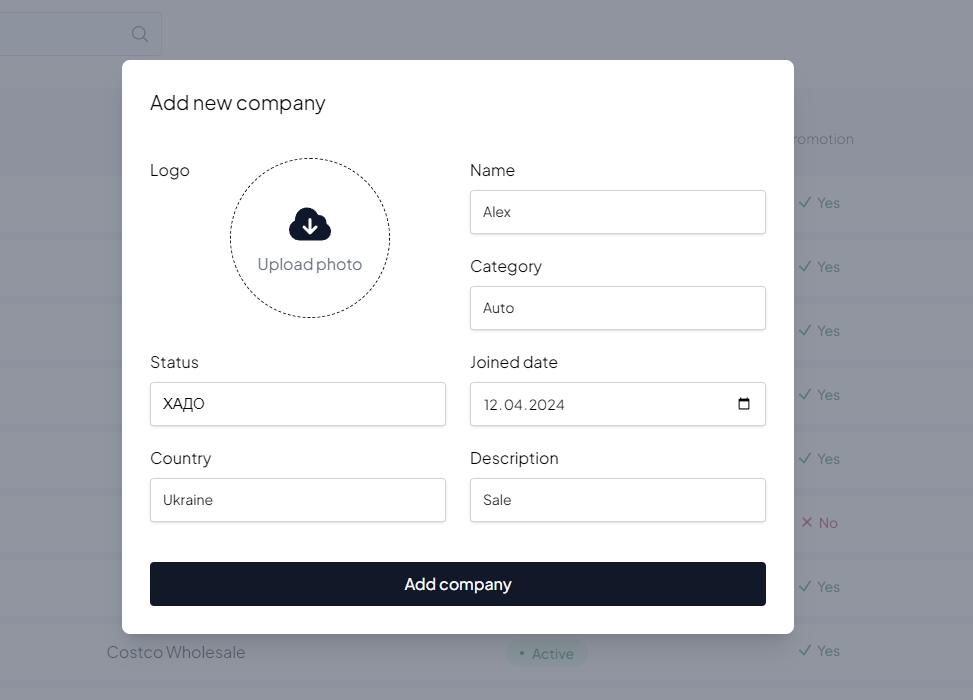 Add new company
Logo
Upload photo
Name
Alex
Category
Auto
Status
ХАДО
Joined date
12.04.2024
Country
Ukraine
Description
Sale
Add company
romotion
Yes
Yes
Yes
Yes
Yes
No
Yes
Costco Wholesale
• Active
Yes